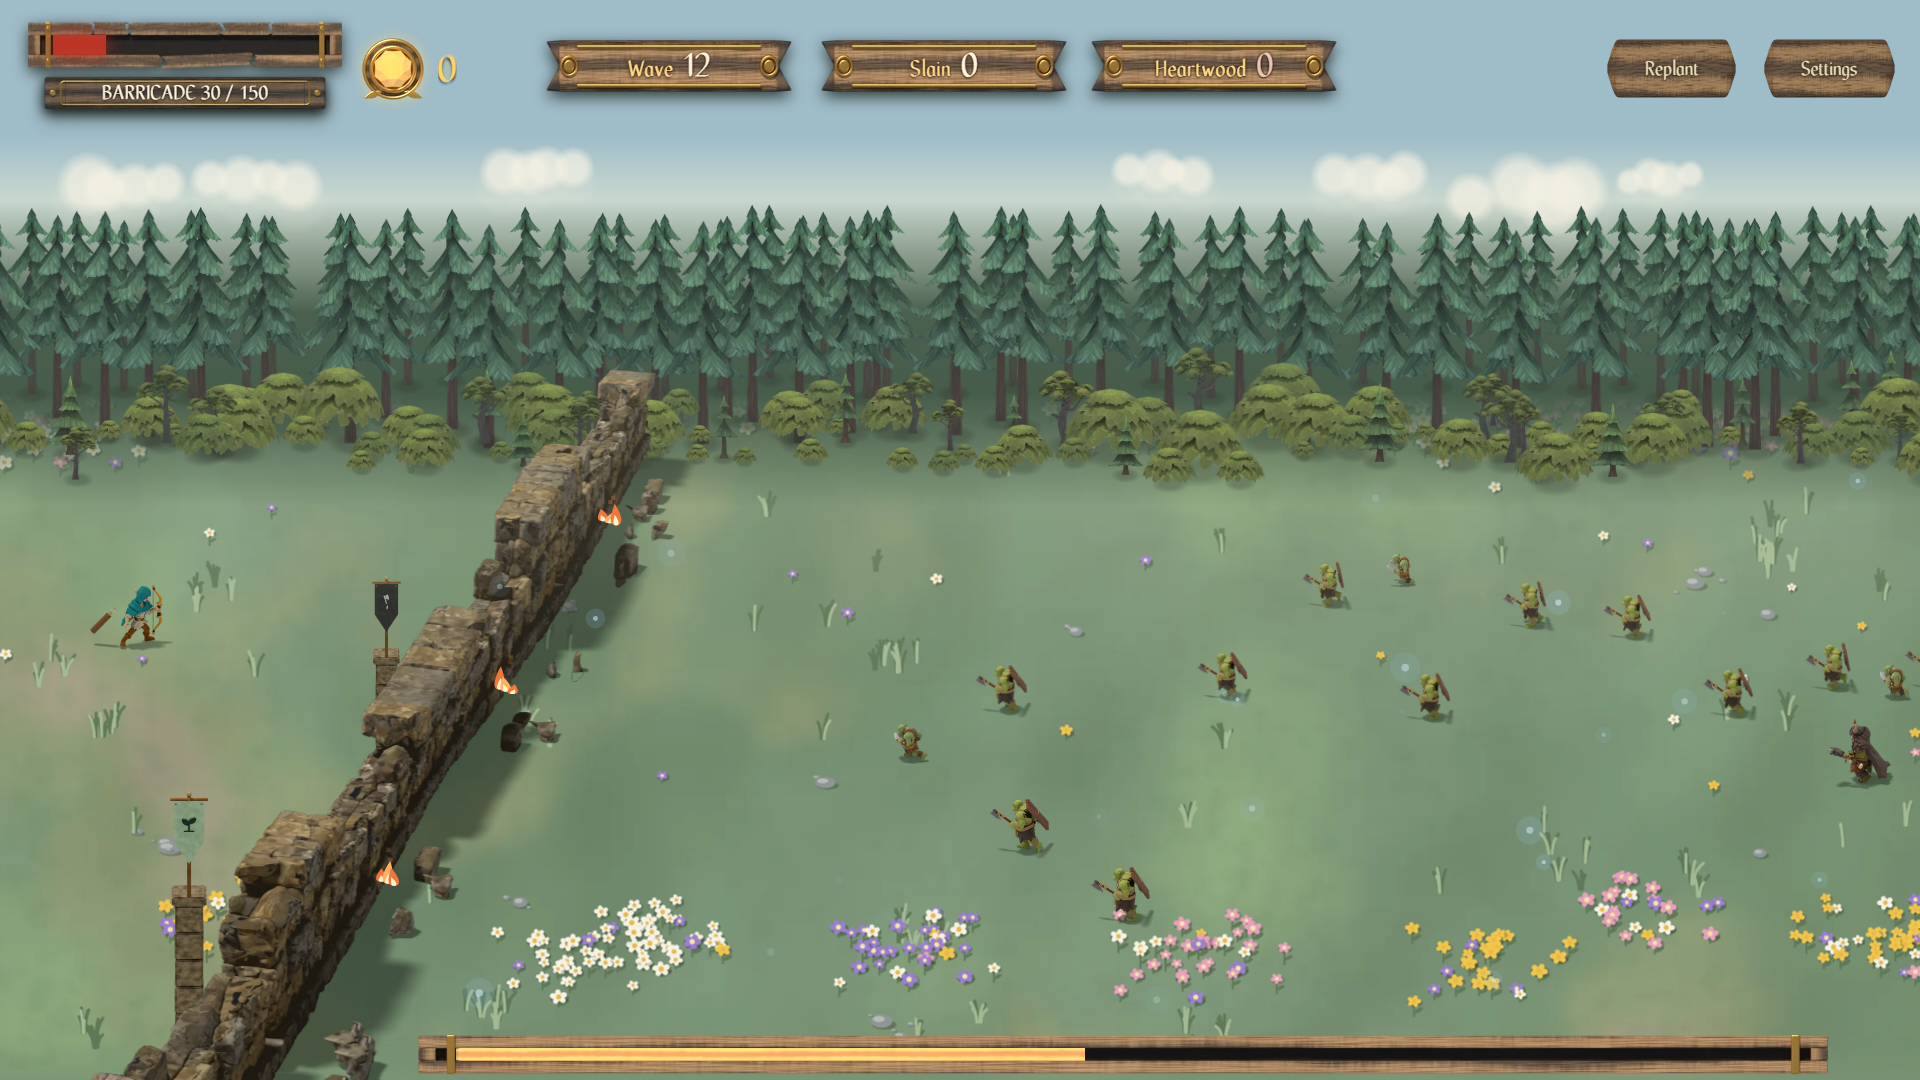 BARRICADE 30 / 150
0
Wave 12
Slain 0
Heartwood 0
Replant
Settings